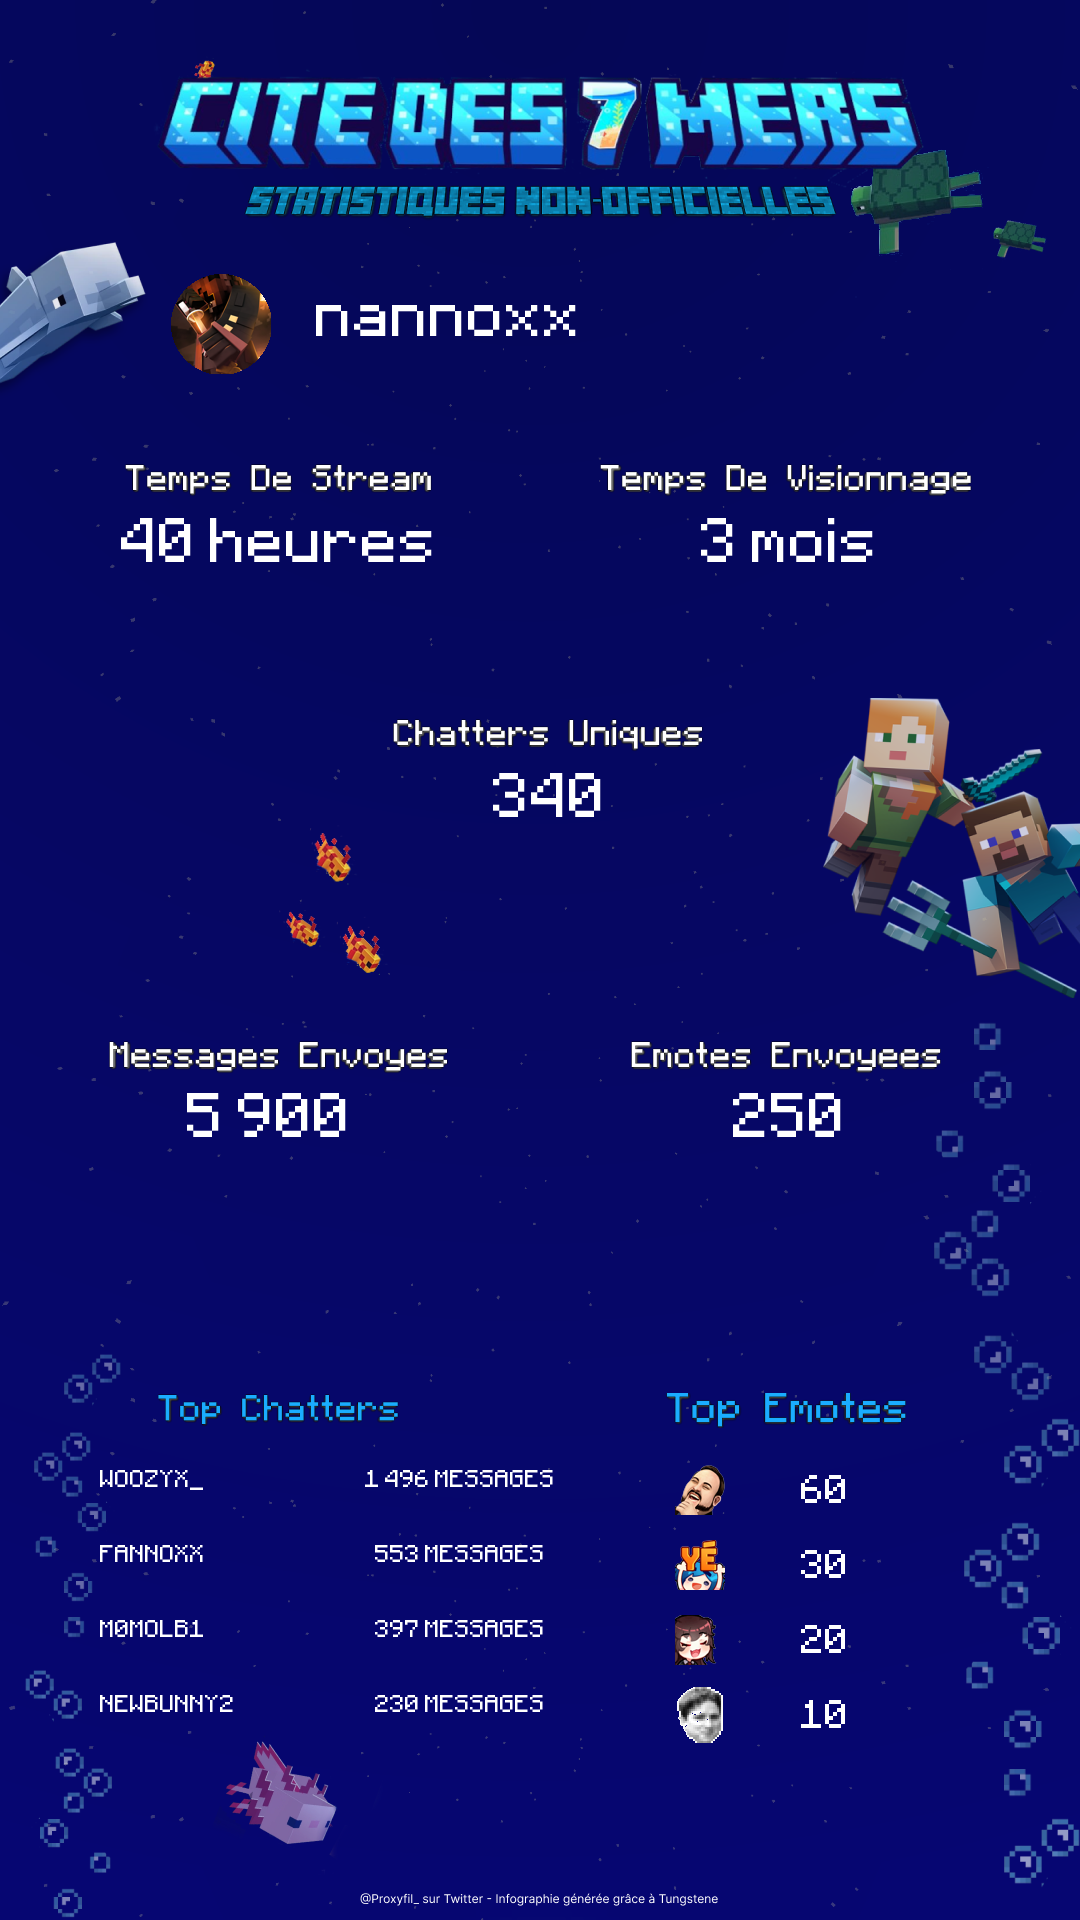 CITE DES 7 MERS
STATISTIQUES NON-OFFICIELLES
nannoxx
Temps De Stream
40 heures
Temps De Visionnage
3 mois
Chatters Uniques
340
Messages Envoyes
5 900
Emotes Envoyees
250
Top Chatters
WOOZYX_ 1 496 MESSAGES
FANNOXX 553 MESSAGES
M0MOLB1 397 MESSAGES
NEWBUNNY2 230 MESSAGES
Top Emotes
60
YÉ 30
20
10
@Proxyfil_ sur Twitter - Infographie générée grâce à Tungstene